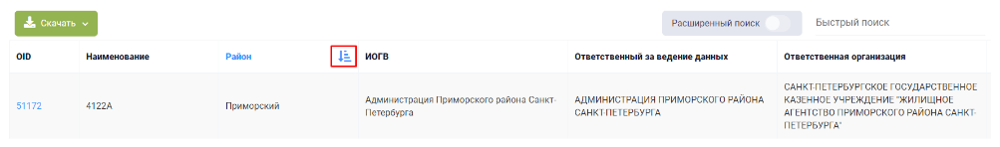 Скачать
Расширенный поиск
Быстрый поиск
OID
Наименование
Район
ИОГВ
Ответственный за ведение данных
Ответственная организация
51172
4122А
Приморский
Администрация Приморского района Санкт-
Петербурга
АДМИНИСТРАЦИЯ ПРИМОРСКОГО РАЙОНА
САНКТ-ПЕТЕРБУРГА
САНКТ-ПЕТЕРБУРГСКОЕ ГОСУДАРСТВЕННОЕ
КАЗЕННОЕ УЧРЕЖДЕНИЕ "ЖИЛИЩНОЕ
АГЕНТСТВО ПРИМОРСКОГО РАЙОНА САНКТ-
ПЕТЕРБУРГА"